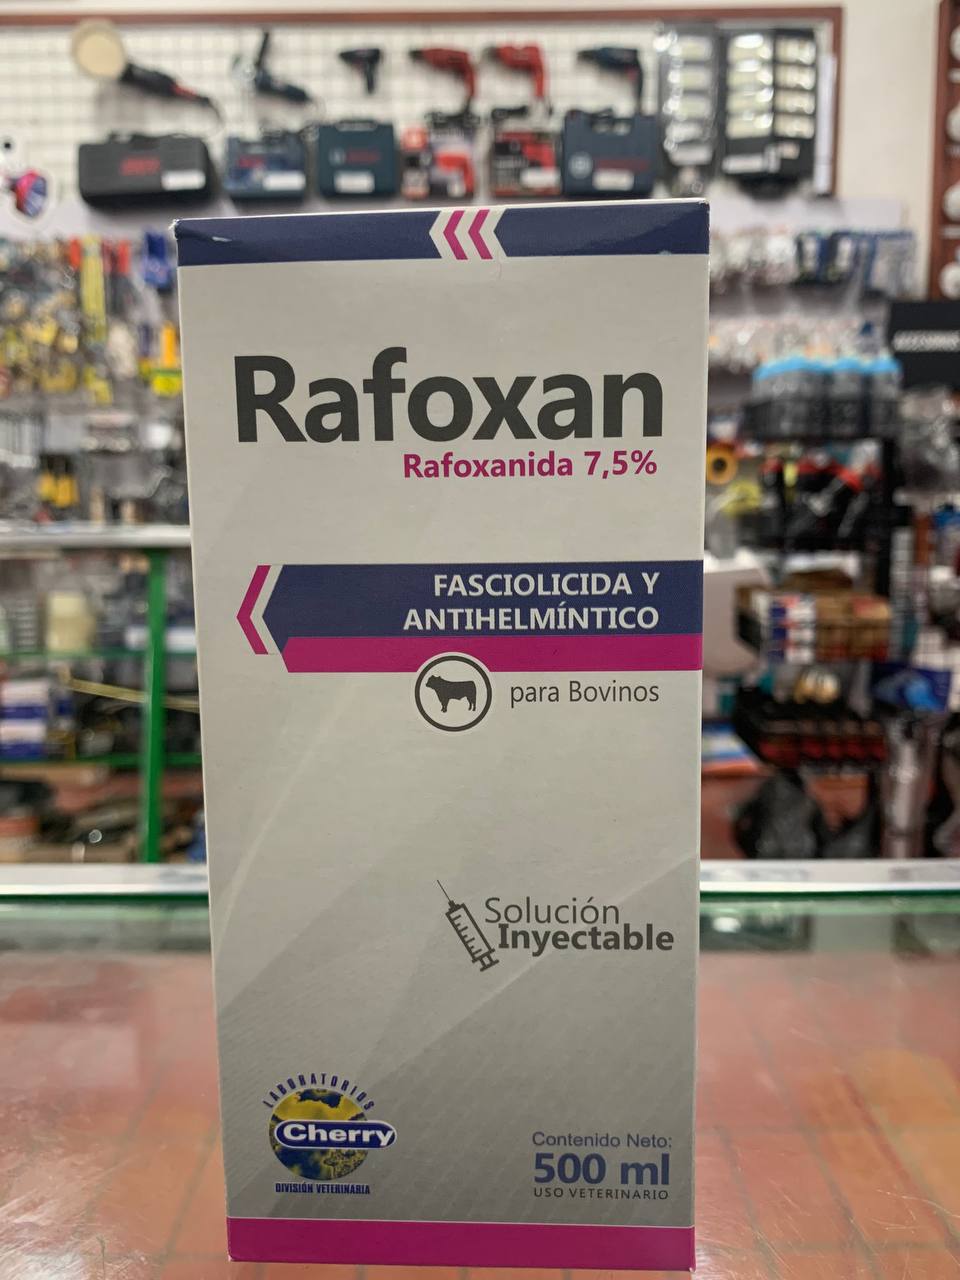 Rafoxan
Rafoxanida 7,5%
FASCIOLICIDA Y
ANTIHELMÍNTICO
para Bovinos
Solución
Inyectable
LABORATORIOS
Cherry
DIVISIÓN VETERINARIA
Contenido Neto:
500 ml
USO VETERINARIO